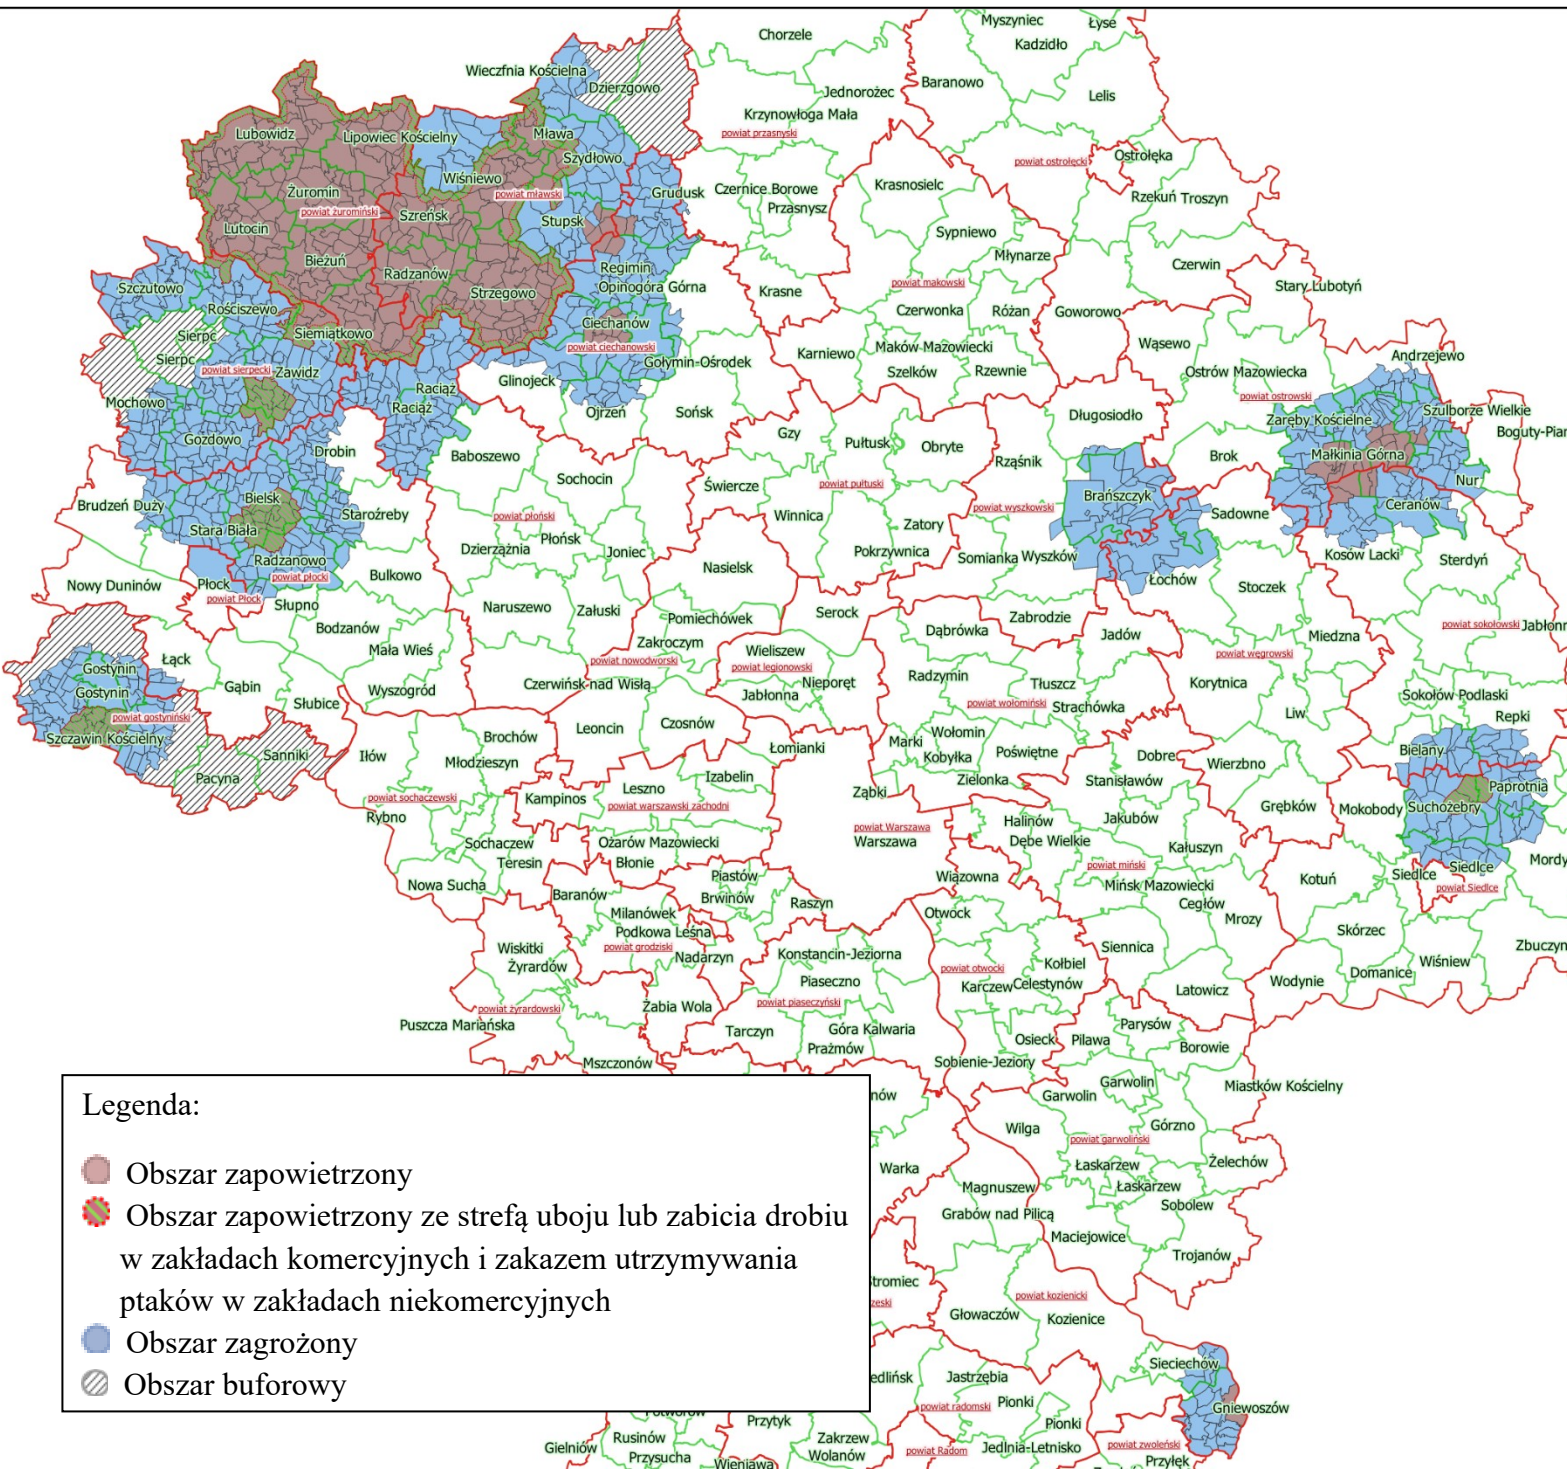 Myszyniec
Łyse
Chorzele
Kadzidło
Wieczfnia Kościelna
Dzierzgowo
Jednorożec
Baranowo
Lelis
Krzynowłoga Mała
powiat przasnyski
Lubowidz
Lipowiec Kościelny
Mława
Szydłowo
powiat ostrołęcki
Ostrołęka
Wiśniewo
powiat mławski
Żuromin
powiat żuromiński
Grudusk
Czernice Borowe
Przasnysz
Krasnosielc
Rzekuń
Troszyn
Szreńsk
Stupsk
Lutocin
Sypniewo
Młynarze
Bieżuń
Radzanów
Regimin
Opinogóra Górna
Czerwin
Szczutowo
Strzegowo
Krasne
powiat makowski
Stary Lubotyń
Rościszewo
Ciechanów
Czerwonka
Różan
Goworowo
Sierpc
Siemiątkowo
powiat ciechanowski
Karniewo
Maków Mazowiecki
Wąsewo
Sierpc
powiat sierpecki
Zawidz
Gołymin-Ośrodek
Szelków
Rzewnie
Ostrów Mazowiecka
Andrzejewo
Glinojeck
Raciąż
Raciąż
powiat ostrowski
Mochowo
Ojrzeń
Sońsk
Długosiodło
Zaręby Kościelne
Szulborze Wielkie
Boguty-Pian
Gozdowo
Drobin
Gzy
Pułtusk
Obryte
Baboszewo
Rząśnik
Brok
Małkinia Górna
Sochocin
Świercze
powiat pułtuski
Nur
Brudzeń Duży
Bielsk
Staroźreby
Brańszczyk
Ceranów
powiat płoński
Winnica
powiat wyszkowski
Sadowne
Stara Biała
Płońsk
Zatory
Dzierzążnia
Joniec
Pokrzywnica
Somianka
Wyszków
Kosów Lacki
Sterdyń
Radzanowo
powiat płocki
Bulkowo
Nasielsk
Łochów
Stoczek
Nowy Duninów
Płock
powiat Płock
Słupno
Naruszewo
Załuski
Pomiechówek
Serock
Zabrodzie
Bodzanów
Dąbrówka
Jadów
Miedzna
powiat sokołowski
Jabłonn
Mała Wieś
Zakroczym
powiat nowodworski
Wieliszew
powiat legionowski
powiat węgrowski
Gostynin
Łąck
Gąbin
Wyszogród
Czerwińsk nad Wisłą
Nieporęt
Jabłonna
Radzymin
Tłuszcz
Korytnica
Gostynin
Słubice
powiat wołomiński
Strachówka
Sokołów Podlaski
powiat gostyniński
Leoncin
Czosnów
Liw
Repki
Szczawin Kościelny
Brochów
Łomianki
Marki
Wołomin
Sanniki
Iłów
Młodzieszyn
Kobyłka
Poświętne
Dobre
Wierzbno
Bielany
Pacyna
Izabelin
Zielonka
Stanisławów
Leszno
powiat sochaczewski
Kampinos
powiat warszawski zachodni
Ząbki
Grębków
Mokobody
Suchożebry
Paprotnia
Rybno
powiat Warszawa
Warszawa
Halinów
Jakubów
Sochaczew
Ożarów Mazowiecki
Dębe Wielkie
Kałuszyn
Teresin
Błonie
powiat miński
Siedlce
Siedlce
Mordy
Nowa Sucha
Baranów
Piastów
Wiązowna
Mińsk Mazowiecki
Kotuń
powiat Siedlce
Brwinów
Raszyn
Cegłów
Milanówek
Otwock
Mrozy
Podkowa Leśna
Skórzec
Wiskitki
powiat grodziski
Siennica
Zbuczyn
Żyrardów
Nadarzyn
Konstancin-Jeziorna
powiat otwocki
Kołbiel
Wiśniew
Domanice
Piaseczno
Karczew
Celestynów
Latowicz
Wodynie
powiat żyrardowski
Żabia Wola
powiat piaseczyński
Puszcza Mariańska
Tarczyn
Góra Kalwaria
Parysów
Prażmów
Osieck
Pilawa
Borowie
Mszczonów
Sobienie-Jeziory
Garwolin
Miastków Kościelny
nów
Garwolin
Legenda:
Wilga
Górzno
powiat garwoliński
Obszar zapowietrzony
Warka
Łaskarzew
Żelechów
Magnuszew
Łaskarzew
Obszar zapowietrzony ze strefą uboju lub zabicia drobiu
w zakładach komercyjnych i zakazem utrzymywania
ptaków w zakładach niekomercyjnych
Grabów nad Pilicą
Sobolew
Maciejowice
Trojanów
Stromiec
powiat kozienicki
zeski
Obszar zagrożony
Głowaczów
Kozienice
Obszar buforowy
Sieciechów
edlińsk
Jastrzębia
powiat radomski
Pionki
Gniewoszów
Potworów
Przytyk
Pionki
Gielniów
Rusinów
Zakrzew
powiat Radom
Jedlnia-Letnisko
powiat zwoleński
Przysucha
Wieniawa
Wolanów
Przyłęk